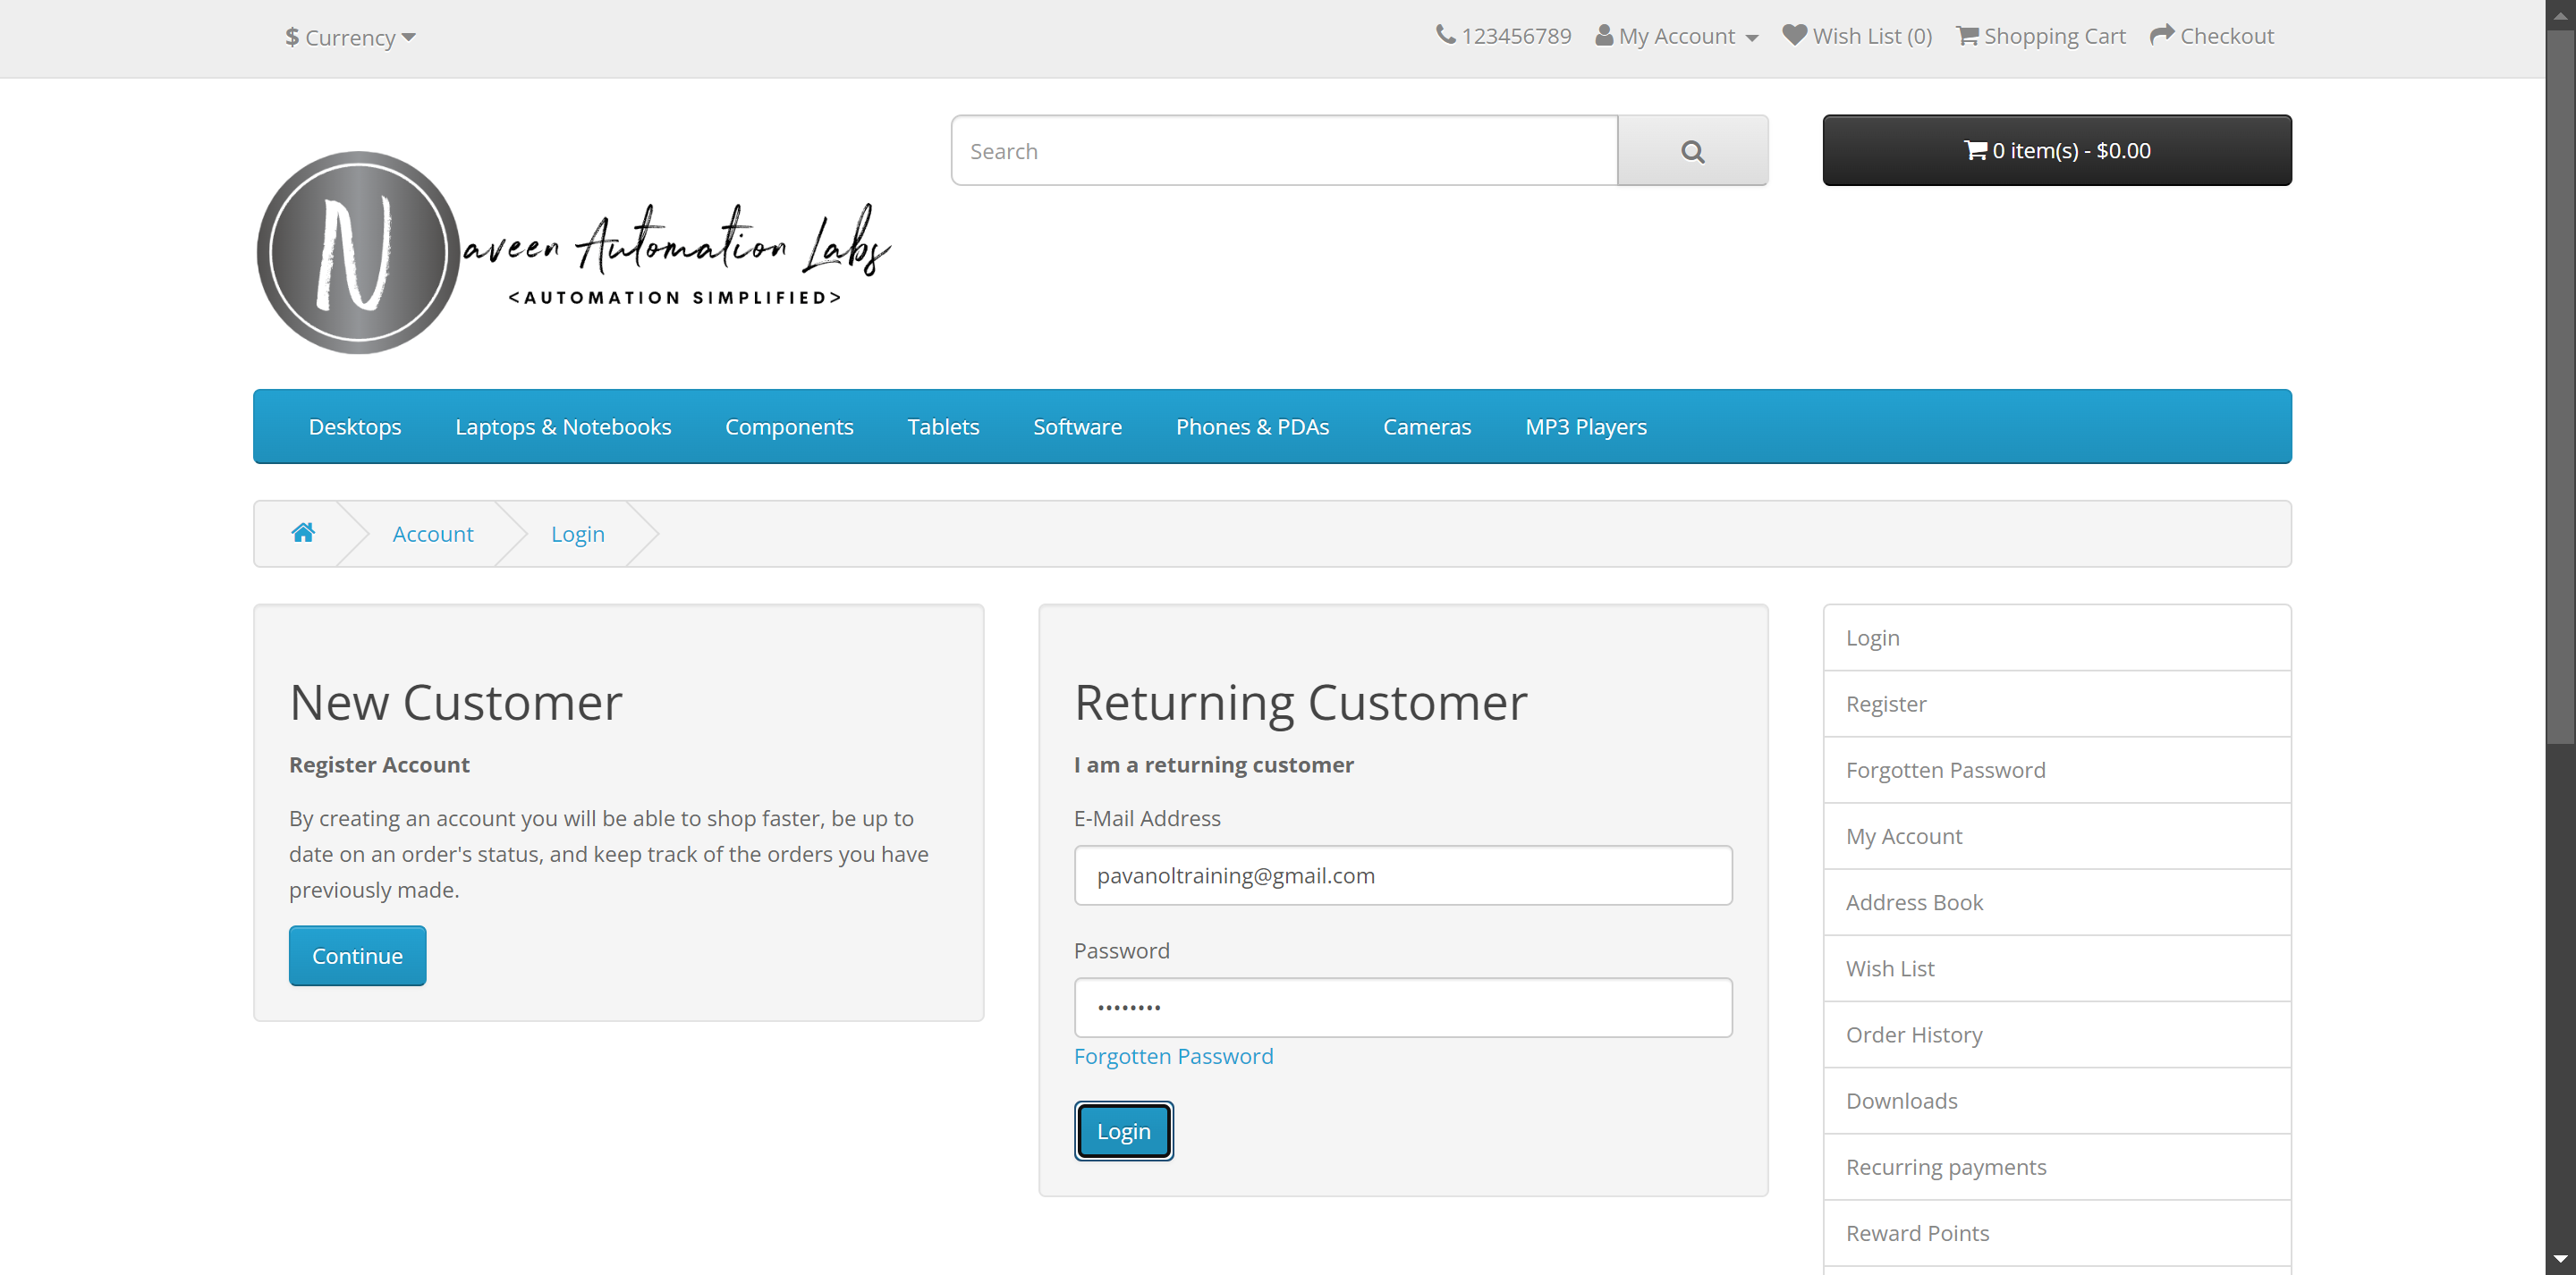 $ Currency
123456789 My Account Wish List (0) Shopping Cart Checkout
Search
0 item(s) - $0.00
Naveen Automation Labs
<AUTOMATION SIMPLIFIED>
Desktops Laptops & Notebooks Components Tablets Software Phones & PDAs Cameras MP3 Players
Account Login
New Customer
Register Account
By creating an account you will be able to shop faster, be up to
date on an order's status, and keep track of the orders you have
previously made.
Continue
Returning Customer
I am a returning customer
E-Mail Address
pavanoltraining@gmail.com
Password
••••••••
Forgotten Password
Login
Login
Register
Forgotten Password
My Account
Address Book
Wish List
Order History
Downloads
Recurring payments
Reward Points